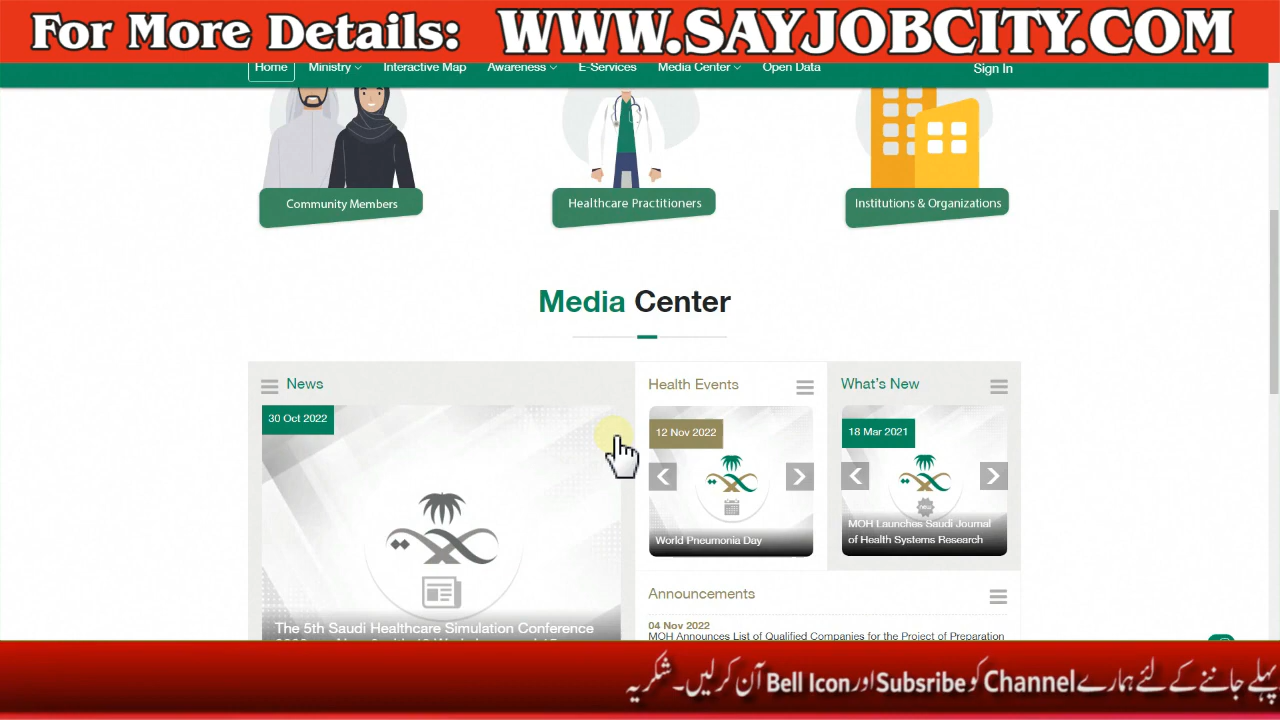 For More Details: WWW.SAYJOBCITY.COM
Home Ministry Interactive Map Awareness E-Services Media Center Open Data Sign In
Community Members
Healthcare Practitioners
Institutions & Organizations
Media Center
News
30 Oct 2022
The 5th Saudi Healthcare Simulation Conference
Health Events
12 Nov 2022
World Pneumonia Day
What's New
18 Mar 2021
MOH Launches Saudi Journal
of Health Systems Research
Announcements
04 Nov 2022
MOH Announces List of Qualified Companies for the Project of Preparation
پہلے جاننے کے لئے ہمارے Channel کو Subsribe اور Bell Icon آن کرلیں۔ شکریہ